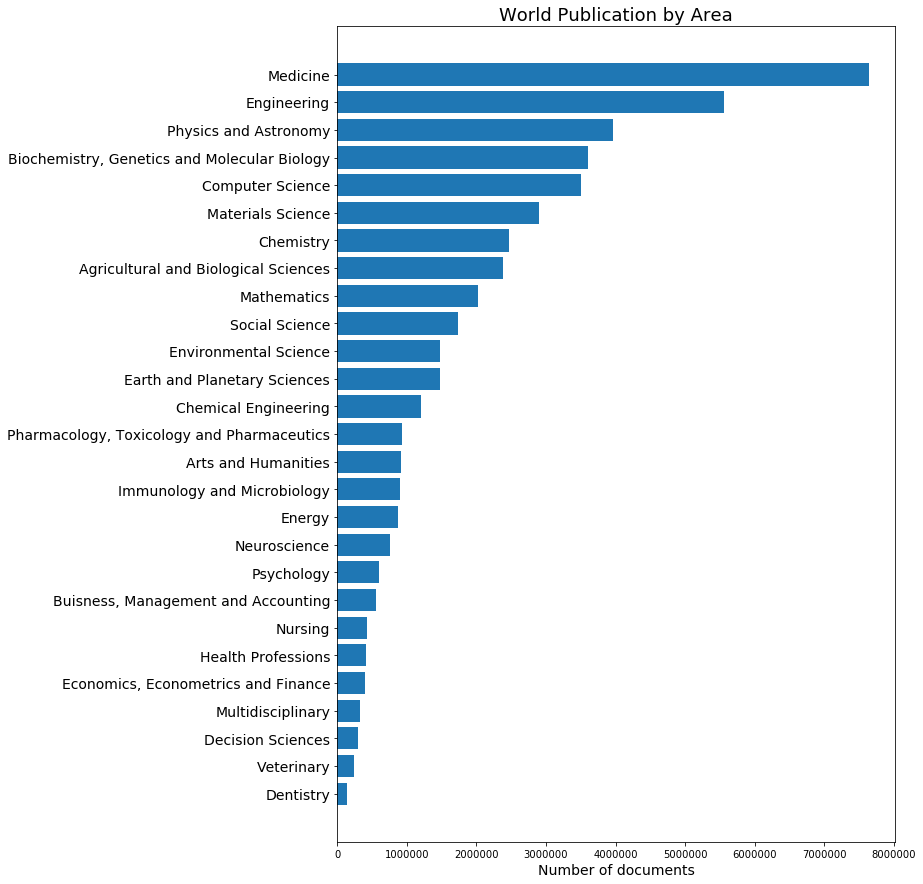 World Publication by Area
Medicine
Engineering
Physics and Astronomy
Biochemistry, Genetics and Molecular Biology
Computer Science
Materials Science
Chemistry
Agricultural and Biological Sciences
Mathematics
Social Science
Environmental Science
Earth and Planetary Sciences
Chemical Engineering
Pharmacology, Toxicology and Pharmaceutics
Arts and Humanities
Immunology and Microbiology
Energy
Neuroscience
Psychology
Buisness, Management and Accounting
Nursing
Health Professions
Economics, Econometrics and Finance
Multidisciplinary
Decision Sciences
Veterinary
Dentistry
0 1000000 2000000 3000000 4000000 5000000 6000000 7000000 8000000
Number of documents